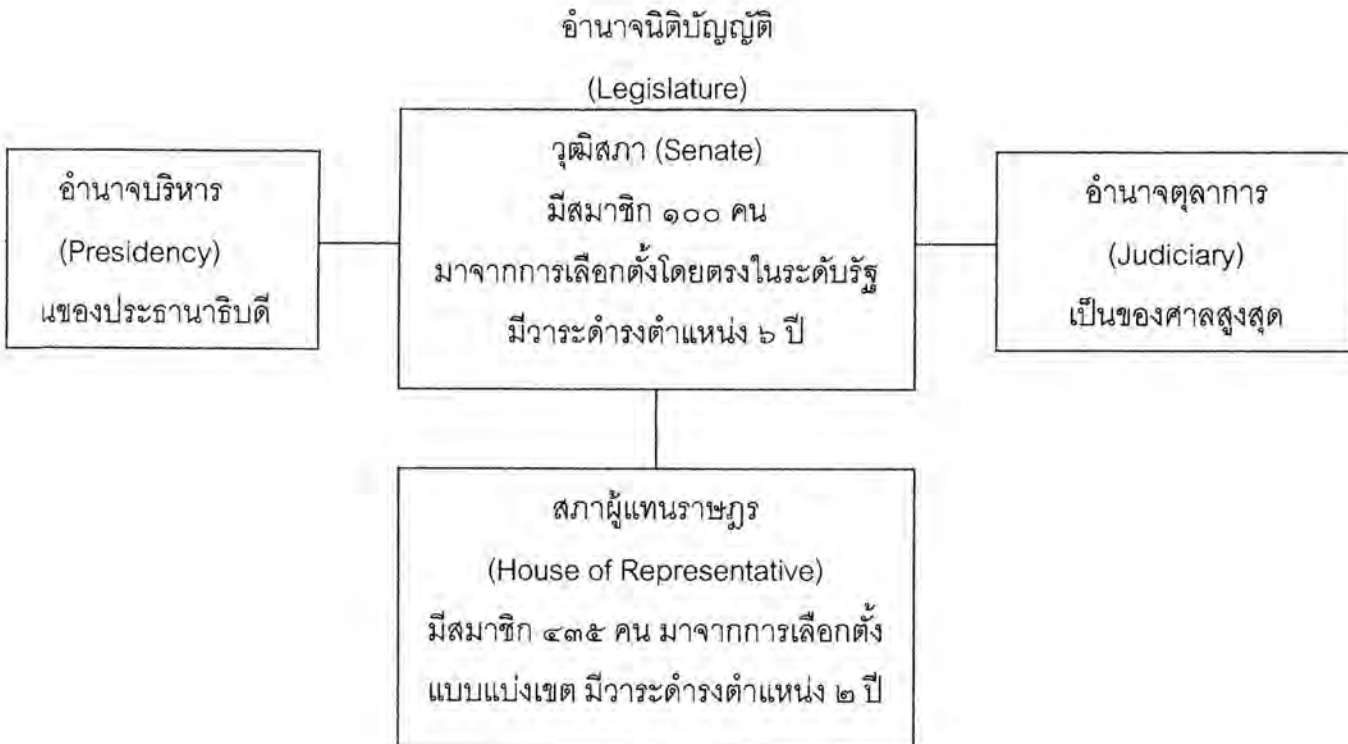 อำนาจนิติบัญญัติ
(Legislature)
วุฒิสภา (Senate)
มีสมาชิก ๑๐๐ คน
มาจากการเลือกตั้งโดยตรงในระดับรัฐ
มีวาระดำรงตำแหน่ง ๖ ปี
อำนาจบริหาร
(Presidency)
นของประธานาธิบดี
อำนาจตุลาการ
(Judiciary)
เป็นของศาลสูงสุด
สภาผู้แทนราษฎร
(House of Representative)
มีสมาชิก ๔๓๕ คน มาจากการเลือกตั้ง
แบบแบ่งเขต มีวาระดำรงตำแหน่ง ๒ ปี